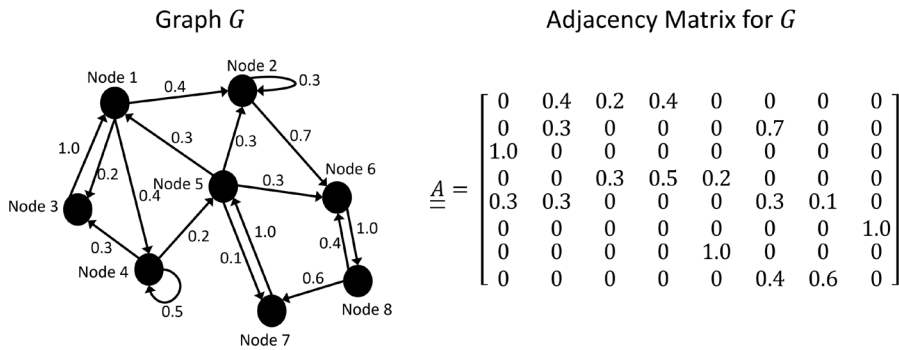 Graph G
Adjacency Matrix for G
Node 1
Node 2
0.4
0.3
1.0
0.2
0.4
0.3
0.3
0.7
Node 3
Node 5
0.3
Node 6
0.3
0.2
0.1
1.0
0.4
1.0
Node 4
0.5
0.6
Node 7
Node 8
A =
0 0.4 0.2 0.4 0 0 0 0
0 0.3 0 0 0 0.7 0 0
1.0 0 0 0 0 0 0 0
0 0 0.3 0.5 0.2 0 0 0
0.3 0.3 0 0 0 0.3 0.1 0
0 0 0 0 0 0 0 1.0
0 0 0 0 1.0 0 0 0
0 0 0 0 0 0.4 0.6 0